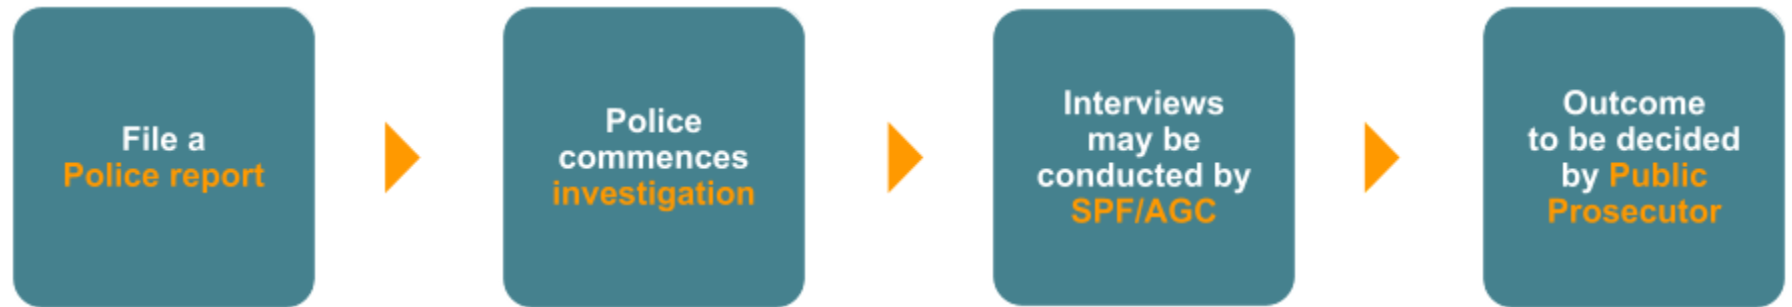 File a
Police report
Police
commences
investigation
Interviews
may be
conducted by
SPF/AGC
Outcome
to be decided
by Public
Prosecutor